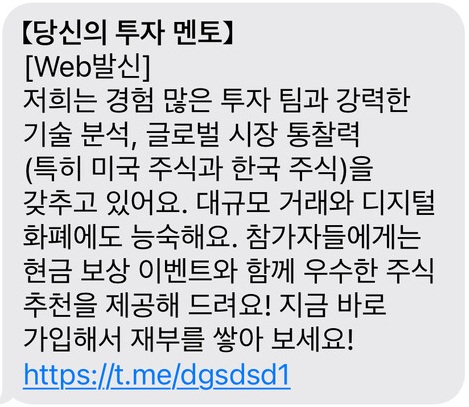 【당신의 투자 멘토】
[Web발신]
저희는 경험 많은 투자 팀과 강력한
기술 분석, 글로벌 시장 통찰력
(특히 미국 주식과 한국 주식)을
갖추고 있어요. 대규모 거래와 디지털
화폐에도 능숙해요. 참가자들에게는
현금 보상 이벤트와 함께 우수한 주식
추천을 제공해 드려요! 지금 바로
가입해서 재부를 쌓아 보세요!
https://t.me/dgsdsd1